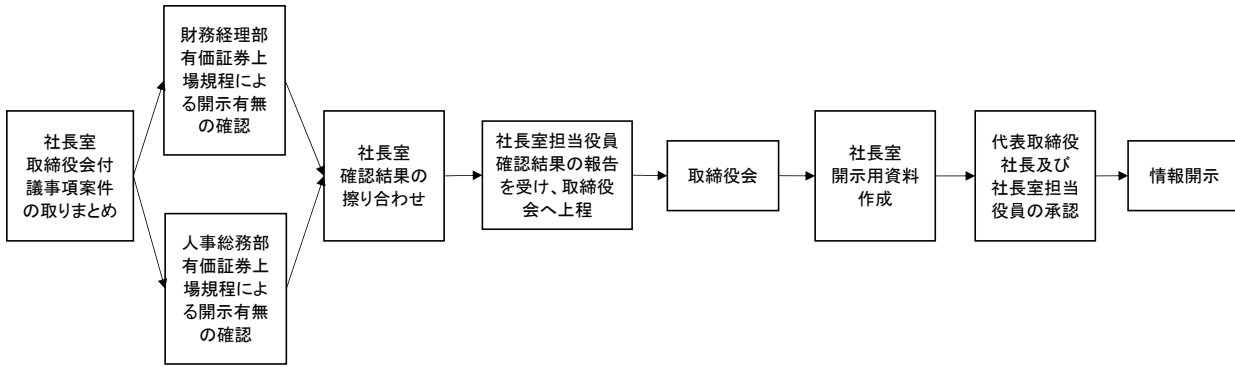 社長室
取締役会付
議事項案件
の取りまとめ
財務経理部
有価証券上
場規程によ
る開示有無
の確認
人事総務部
有価証券上
場規程によ
る開示有無
の確認
社長室
確認結果の
擦り合わせ
社長室担当役員
確認結果の報告
を受け、取締役
会へ上程
取締役会
社長室
開示用資料
作成
代表取締役
社長及び
社長室担当
役員の承認
情報開示